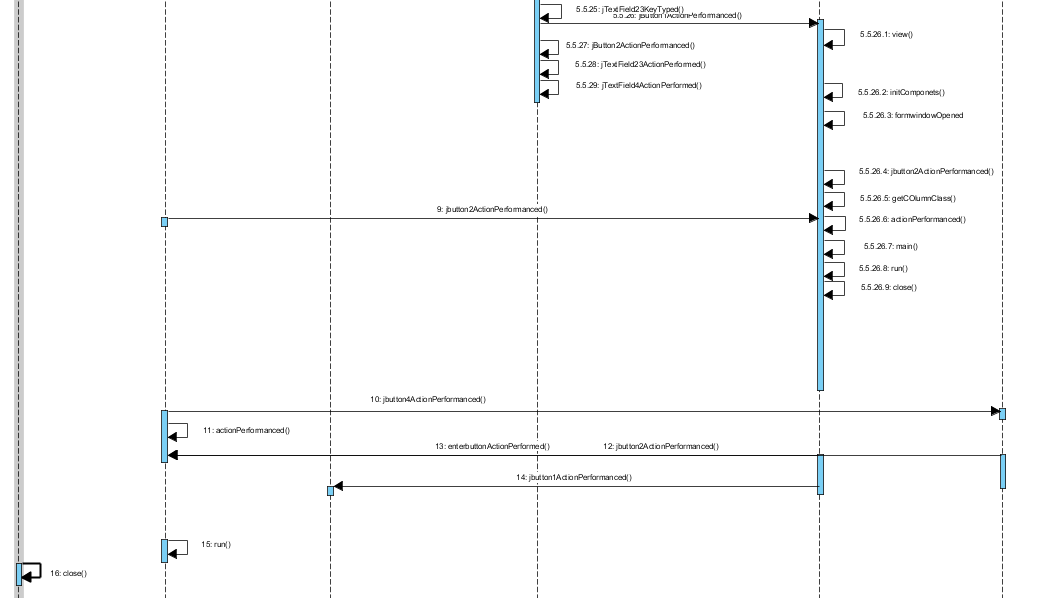 5.5.25: jTextField23KeyTyped()
5.5.26: jButton1ActionPerformanced()
5.5.26.1: view()
5.5.27: jButton2ActionPerformanced()
5.5.28: jTextField23ActionPerformed()
5.5.29: jTextField4ActionPerformed()
5.5.26.2: initComponets()
5.5.26.3: formwindowOpened
5.5.26.4: jbutton2ActionPerformanced()
5.5.26.5: getCOlumnClass()
9: jbutton2ActionPerformanced()
5.5.26.6: actionPerformanced()
5.5.26.7: main()
5.5.26.8: run()
5.5.26.9: close()
10: jbutton4ActionPerformanced()
11: actionPerformanced()
13: enterbuttonActionPerformed()
12: jbutton2ActionPerformanced()
14: jbutton1ActionPerformanced()
15: run()
16: close()